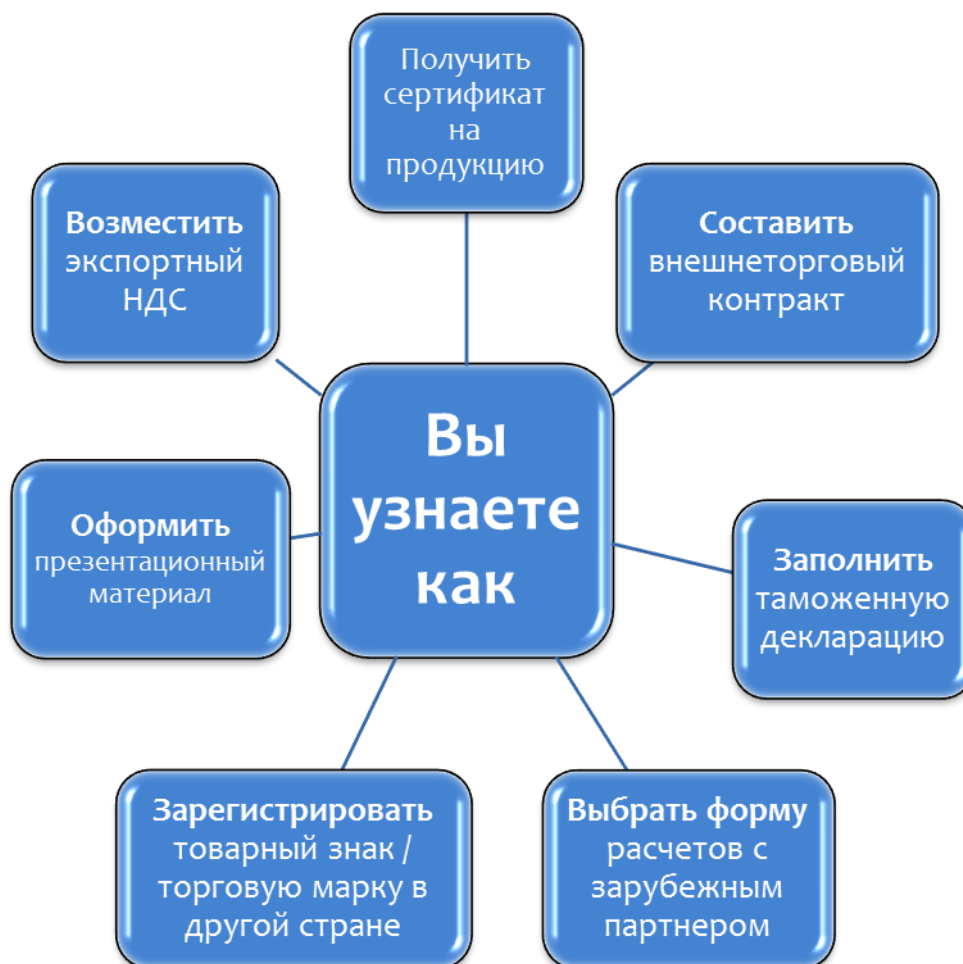 Получить
сертификат
на
продукцию
Возместить
экспортный
НДС
Составить
внешнеторговый
контракт
Вы
узнаете
как
Оформить
презентационный
материал
Заполнить
таможенную
декларацию
Зарегистрировать
товарный знак /
торговую марку в
другой стране
Выбрать форму
расчетов с
зарубежным
партнером